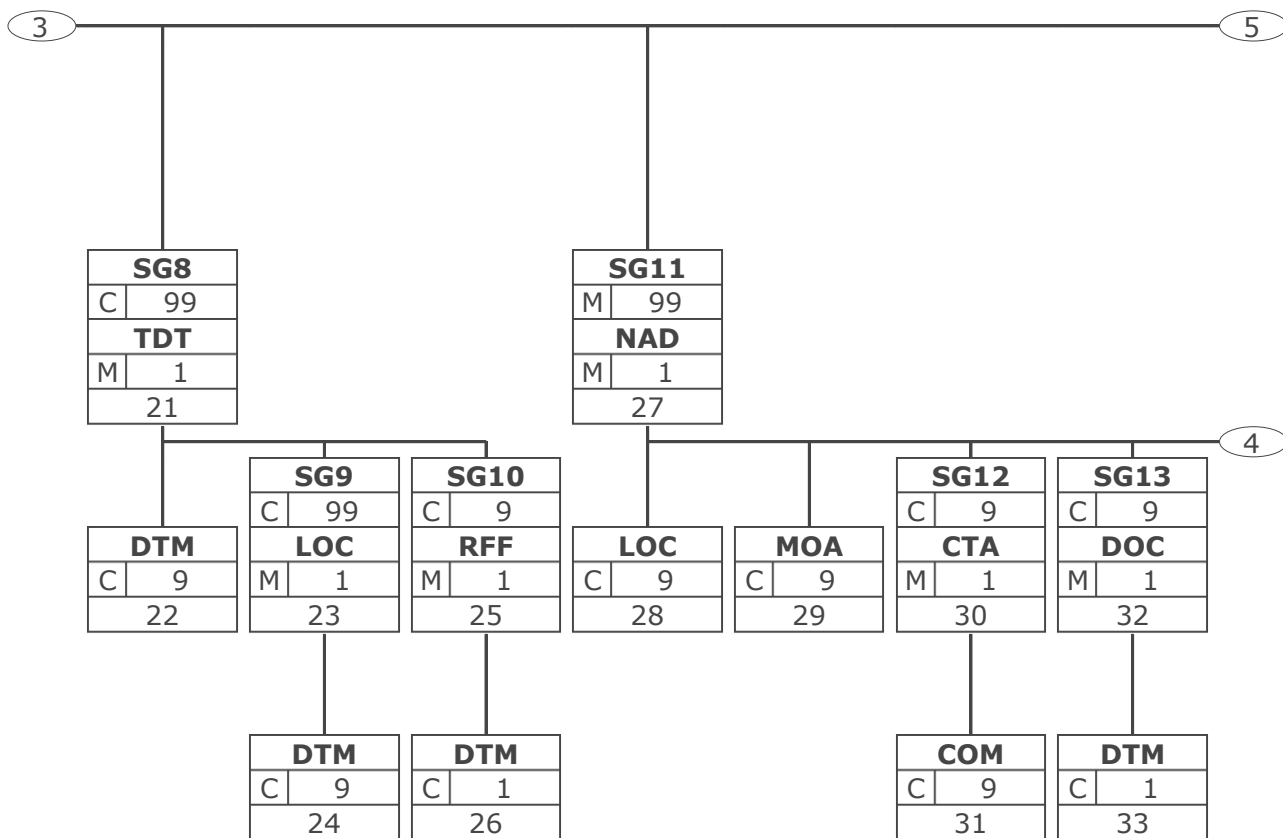 3 5
SG8 SG11
C 99 M 99
TDT NAD
M 1 M 1
21 27
4
SG9 SG10 SG12 SG13
C 99 C 9 C 9 C 9
DTM LOC RFF LOC MOA CTA DOC
C 9 M 1 M 1 C 9 C 9 M 1 M 1
22 23 25 28 29 30 32
DTM DTM COM DTM
C 9 C 1 C 9 C 1
24 26 31 33